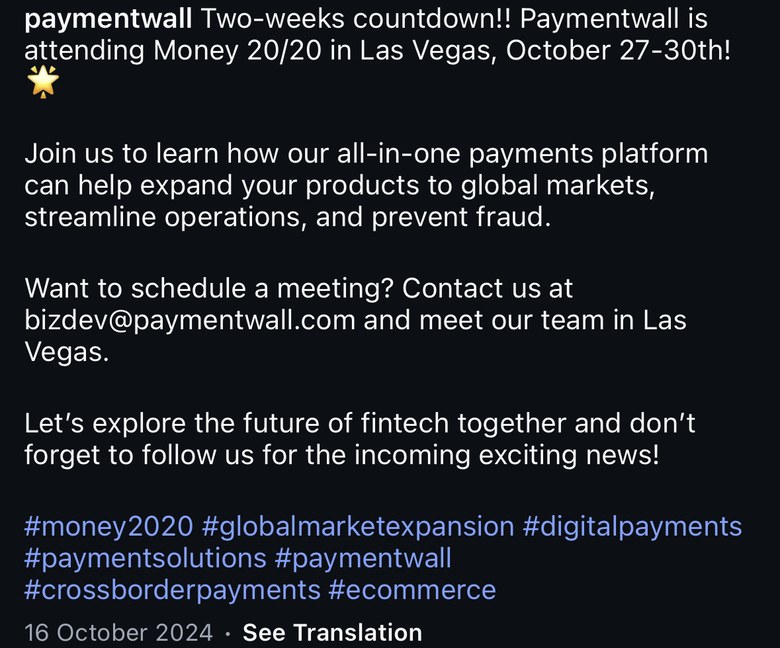 paymentwall Two-weeks countdown!! Paymentwall is
attending Money 20/20 in Las Vegas, October 27-30th!
🌟
Join us to learn how our all-in-one payments platform
can help expand your products to global markets,
streamline operations, and prevent fraud.
Want to schedule a meeting? Contact us at
bizdev@paymentwall.com and meet our team in Las
Vegas.
Let’s explore the future of fintech together and don’t
forget to follow us for the incoming exciting news!
#money2020 #globalmarketexpansion #digitalpayments
#paymentsolutions #paymentwall
#crossborderpayments #ecommerce
16 October 2024 · See Translation